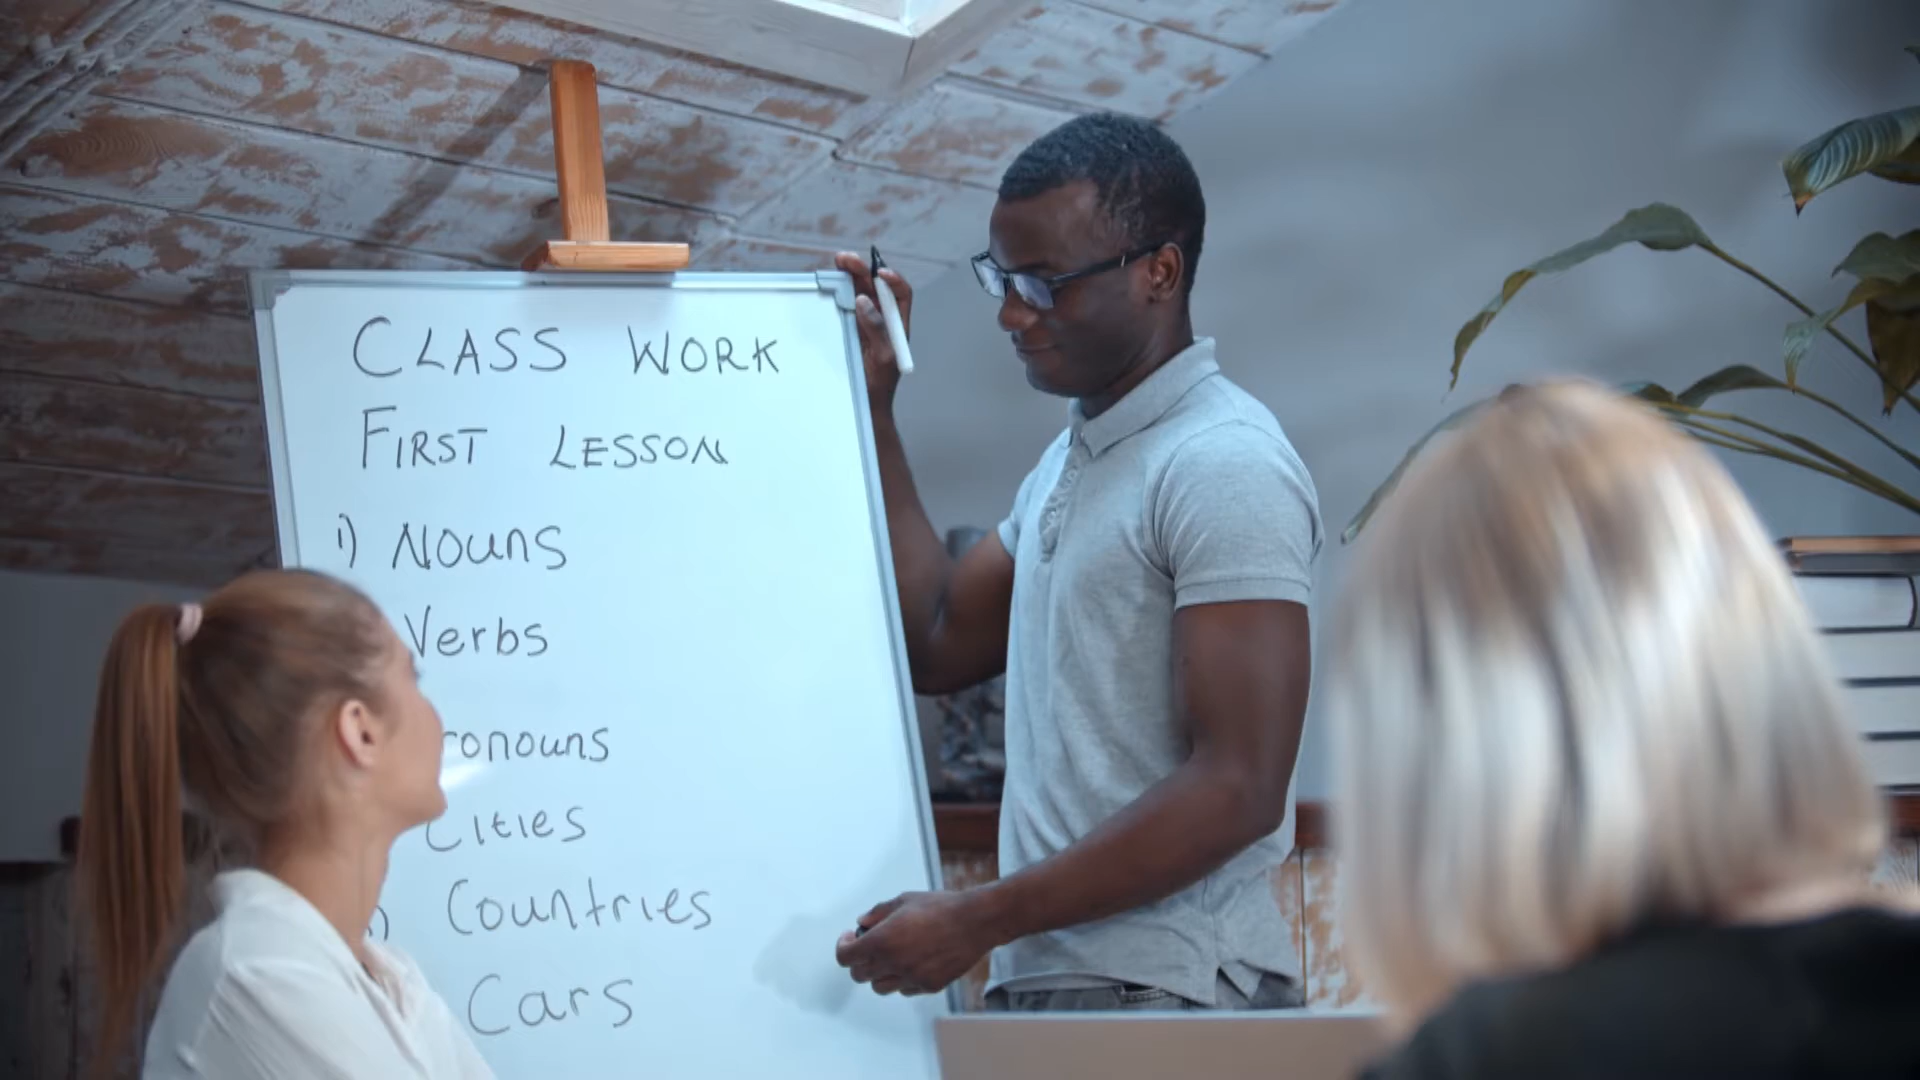 CLASS WORK
FIRST LESSON
1) Nouns
Verbs
ronouns
Cities
) Countries
Cars